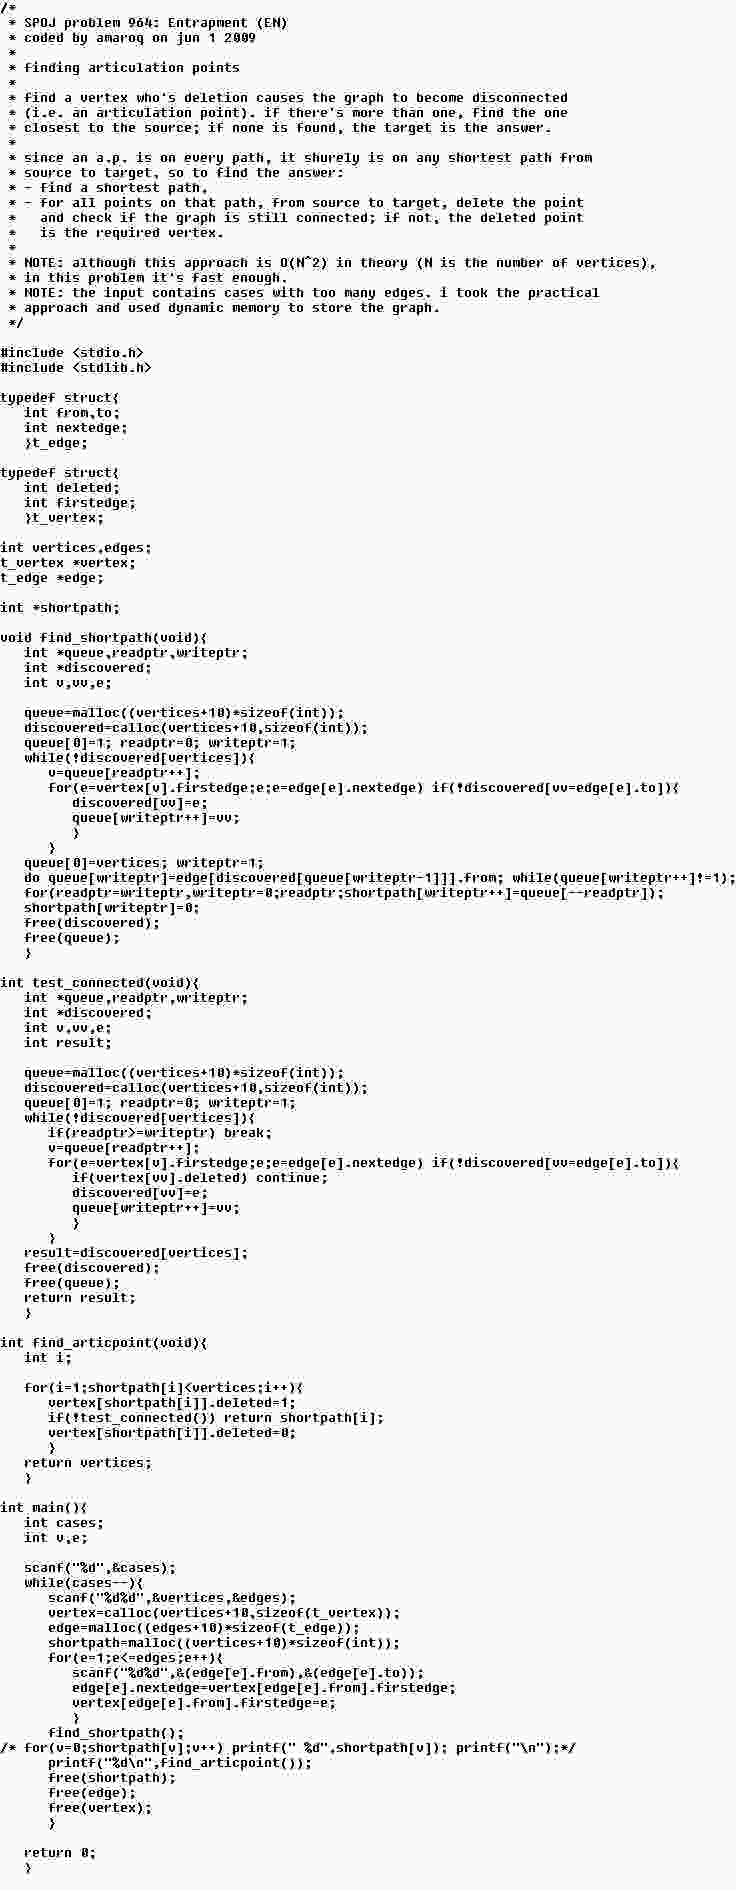 /*
 * SPOJ problem 964: Entrapment (EN)
 * coded by amaroq on jun 1 2009
 *
 * finding articulation points
 *
 * find a vertex who's deletion causes the graph to become disconnected
 * (i.e. an articulation point). if there's more than one, find the one
 * closest to the source; if none is found, the target is the answer.
 *
 * since an a.p. is on every path, it shurely is on any shortest path from
 * source to target, so to find the answer:
 * - find a shortest path,
 * - for all points on that path, from source to target, delete the point
 *   and check if the graph is still connected; if not, the deleted point
 *   is the required vertex.
 *
 * NOTE: although this approach is O(N^2) in theory (N is the number of vertices),
 * in this problem it's fast enough.
 * NOTE: the input contains cases with too many edges. i took the practical
 * approach and used dynamic memory to store the graph.
 */

#include <stdio.h>
#include <stdlib.h>

typedef struct{
   int from,to;
   int nextedge;
   }t_edge;

typedef struct{
   int deleted;
   int firstedge;
   }t_vertex;

int vertices,edges;
t_vertex *vertex;
t_edge *edge;

int *shortpath;

void find_shortpath(void){
   int *queue,readptr,writeptr;
   int *discovered;
   int v,vv,e;

   queue=malloc((vertices+10)*sizeof(int));
   discovered=calloc(vertices+10,sizeof(int));
   queue[0]=1; readptr=0; writeptr=1;
   while(!discovered[vertices]){
      v=queue[readptr++];
      for(e=vertex[v].firstedge;e;e=edge[e].nextedge) if(!discovered[vv=edge[e].to]){
         discovered[vv]=e;
         queue[writeptr++]=vv;
         }
      }
   queue[0]=vertices; writeptr=1;
   do queue[writeptr]=edge[discovered[queue[writeptr-1]]].from; while(queue[writeptr++]!=1);
   for(readptr=writeptr,writeptr=0;readptr;shortpath[writeptr++]=queue[--readptr]);
   shortpath[writeptr]=0;
   free(discovered);
   free(queue);
   }

int test_connected(void){
   int *queue,readptr,writeptr;
   int *discovered;
   int v,vv,e;
   int result;

   queue=malloc((vertices+10)*sizeof(int));
   discovered=calloc(vertices+10,sizeof(int));
   queue[0]=1; readptr=0; writeptr=1;
   while(!discovered[vertices]){
      if(readptr>=writeptr) break;
      v=queue[readptr++];
      for(e=vertex[v].firstedge;e;e=edge[e].nextedge) if(!discovered[vv=edge[e].to]){
         if(vertex[vv].deleted) continue;
         discovered[vv]=e;
         queue[writeptr++]=vv;
         }
      }
   result=discovered[vertices];
   free(discovered);
   free(queue);
   return result;
   }

int find_articpoint(void){
   int i;

   for(i=1;shortpath[i]<vertices;i++){
      vertex[shortpath[i]].deleted=1;
      if(!test_connected()) return shortpath[i];
      vertex[shortpath[i]].deleted=0;
      }
   return vertices;
   }

int main(){
   int cases;
   int v,e;

   scanf("%d",&cases);
   while(cases--){
      scanf("%d%d",&vertices,&edges);
      vertex=calloc(vertices+10,sizeof(t_vertex));
      edge=malloc((edges+10)*sizeof(t_edge));
      shortpath=malloc((vertices+10)*sizeof(int));
      for(e=1;e<=edges;e++){
         scanf("%d%d",&(edge[e].from),&(edge[e].to));
         edge[e].nextedge=vertex[edge[e].from].firstedge;
         vertex[edge[e].from].firstedge=e;
         }
      find_shortpath();
/* for(v=0;shortpath[v];v++) printf(" %d",shortpath[v]); printf("\n");*/
      printf("%d\n",find_articpoint());
      free(shortpath);
      free(edge);
      free(vertex);
      }

   return 0;
   }